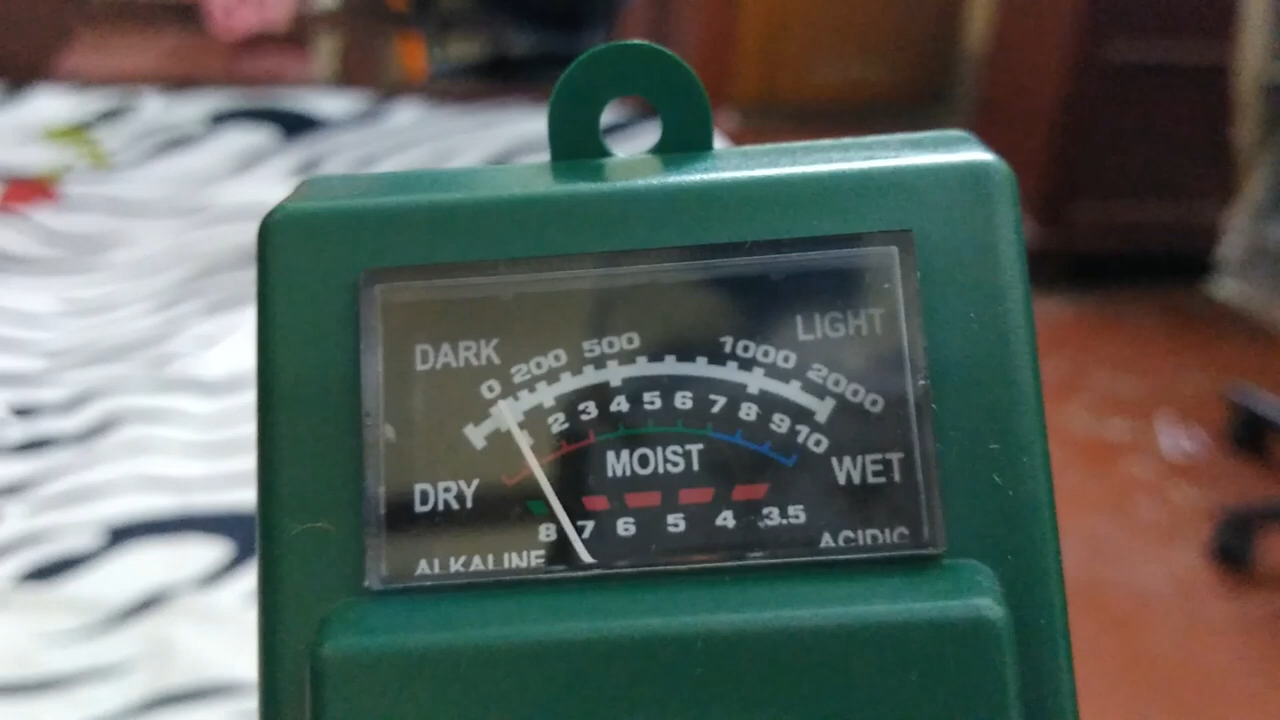 DARK LIGHT
0 200 500 1000 2000
2 3 4 5 6 7 8 9 10
DRY MOIST WET
8 7 6 5 4 3.5
ALKALINE ACIDIC